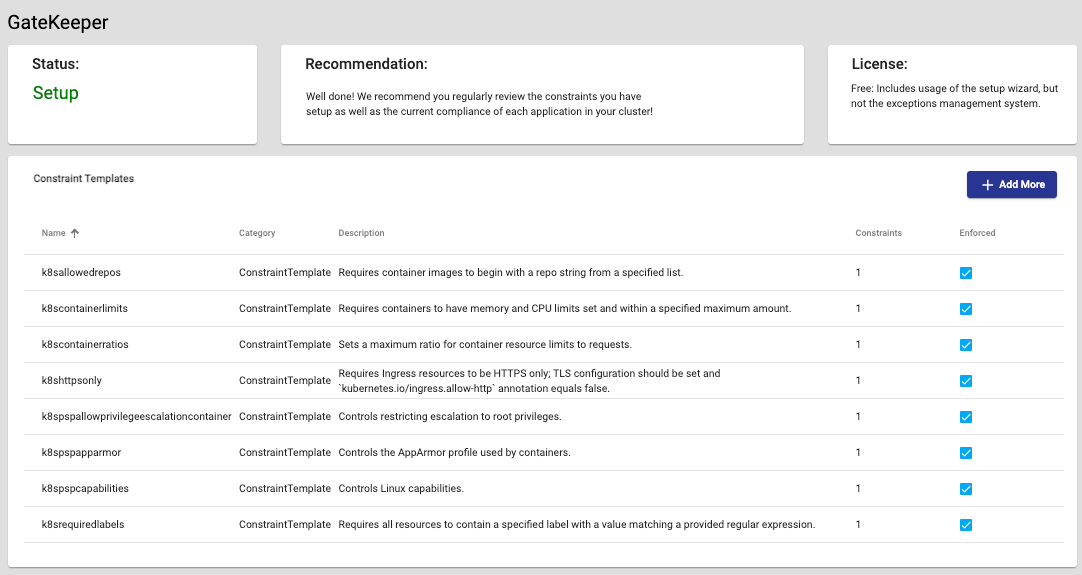 GateKeeper
Status:
Setup
Recommendation:
Well done! We recommend you regularly review the constraints you have
setup as well as the current compliance of each application in your cluster!
License:
Free: Includes usage of the setup wizard, but
not the exceptions management system.
Constraint Templates
Add More
Name Category Description Constraints Enforced
k8sallowedrepos ConstraintTemplate Requires container images to begin with a repo string from a specified list. 1
k8scontainerlimits ConstraintTemplate Requires containers to have memory and CPU limits set and within a specified maximum amount. 1
k8scontainerratios ConstraintTemplate Sets a maximum ratio for container resource limits to requests. 1
k8shttpsonly ConstraintTemplate Requires Ingress resources to be HTTPS only; TLS configuration should be set and
`kubernetes.io/ingress.allow-http` annotation equals false. 1
k8spspallowprivilegeescalationcontainer ConstraintTemplate Controls restricting escalation to root privileges. 1
k8spspapparmor ConstraintTemplate Controls the AppArmor profile used by containers. 1
k8spspcapabilities ConstraintTemplate Controls Linux capabilities. 1
k8srequiredlabels ConstraintTemplate Requires all resources to contain a specified label with a value matching a provided regular expression. 1